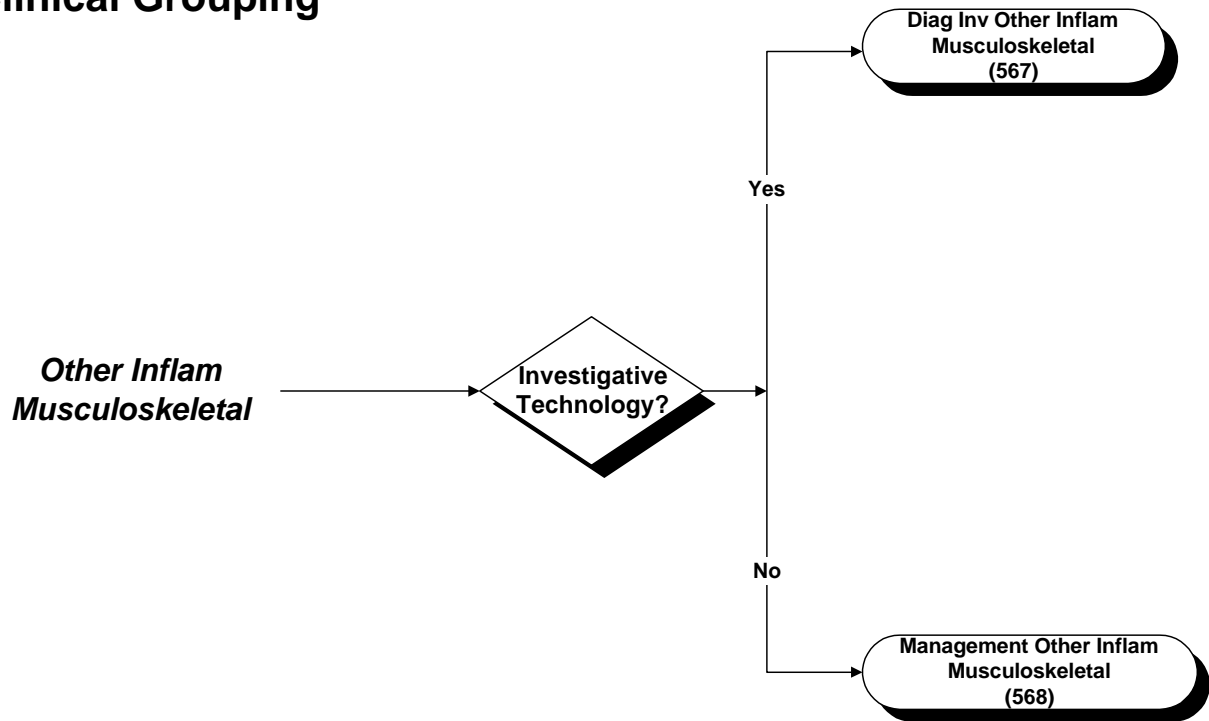 Clinical Grouping
Diag Inv Other Inflam
Musculoskeletal
(567)
Yes
Other Inflam
Musculoskeletal
Investigative
Technology?
No
Management Other Inflam
Musculoskeletal
(568)